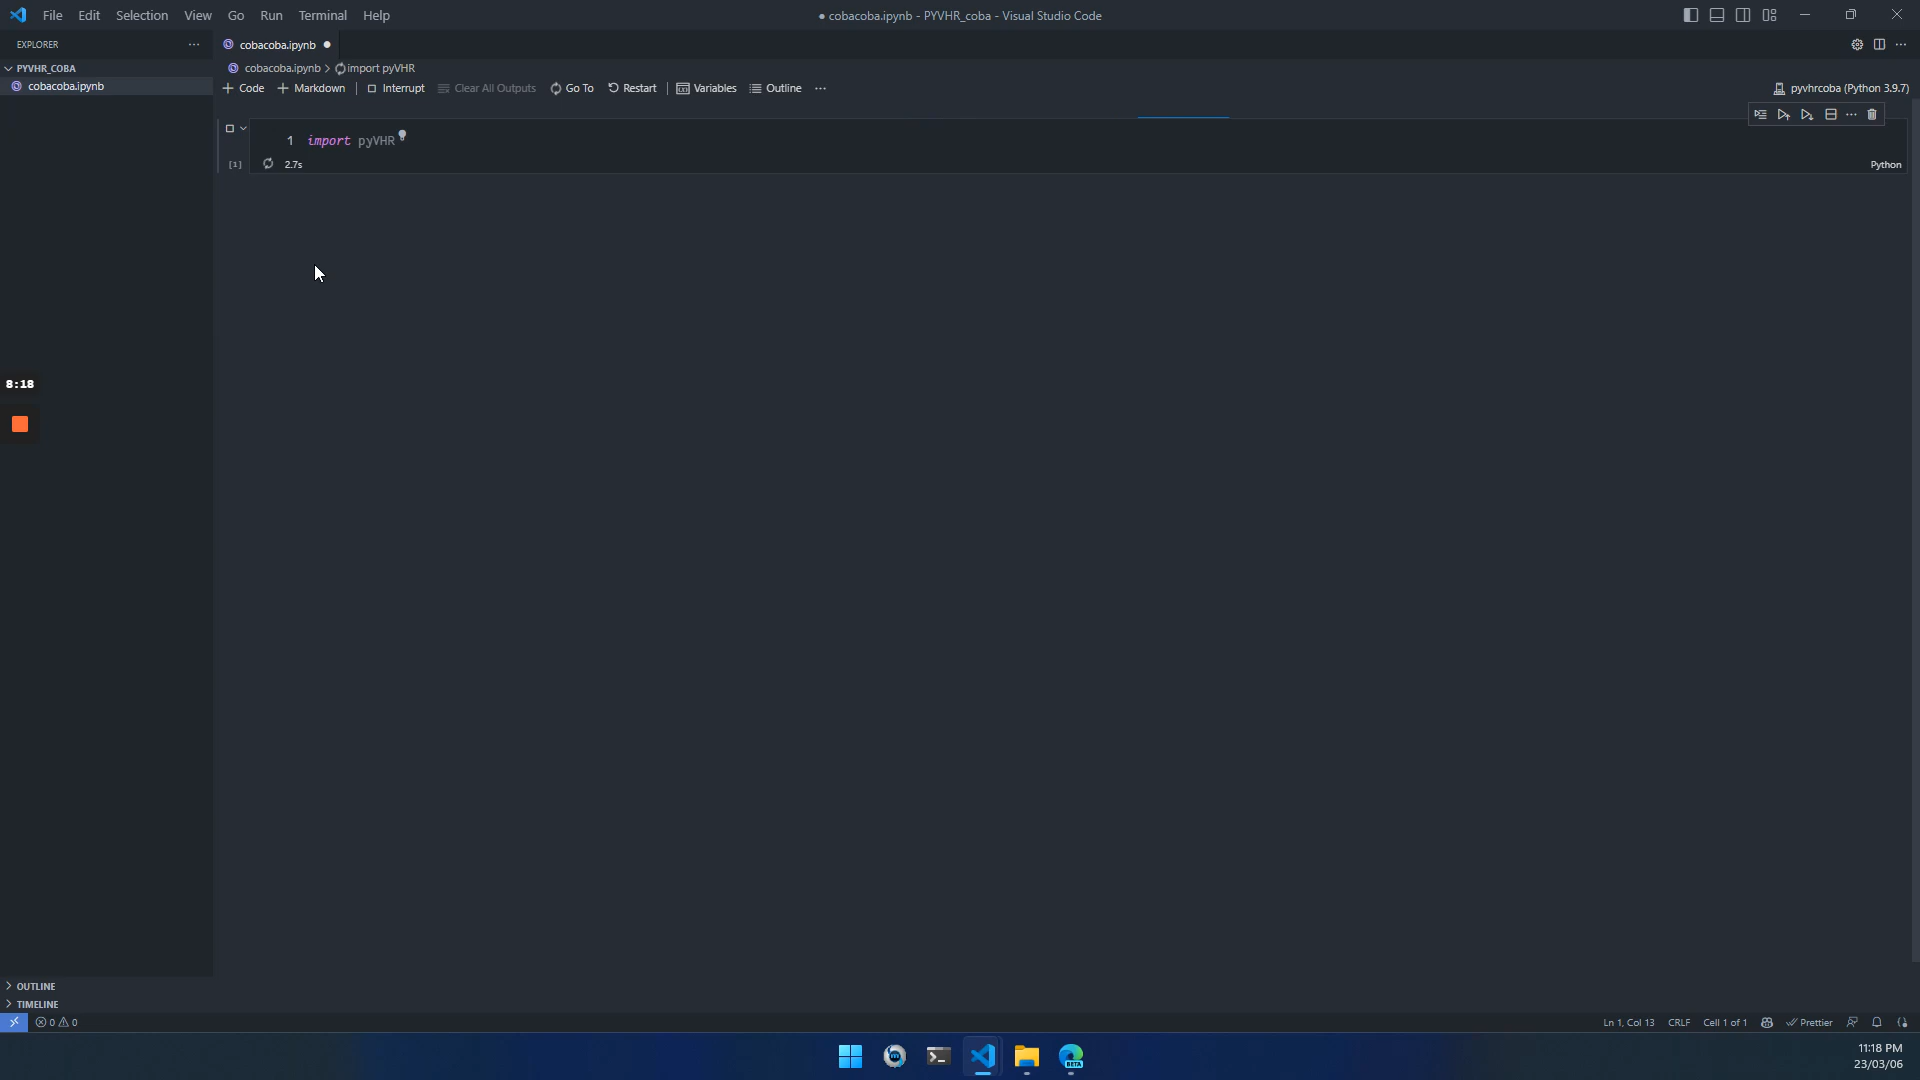 File Edit Selection View Go Run Terminal Help
● cobacoba.ipynb - PYVHR_coba - Visual Studio Code
EXPLORER
cobacoba.ipynb
PYVHR_COBA
cobacoba.ipynb > import pyVHR
cobacoba.ipynb
+ Code + Markdown | Interrupt Clear All Outputs Go To Restart | Variables Outline ...
pyvhrcoba (Python 3.9.7)
1 import pyVHR
[1] 2.7s
Python
8:18
OUTLINE
TIMELINE
0 0
Ln 1, Col 13 CRLF Cell 1 of 1 Prettier
BETA
11:18 PM
23/03/06